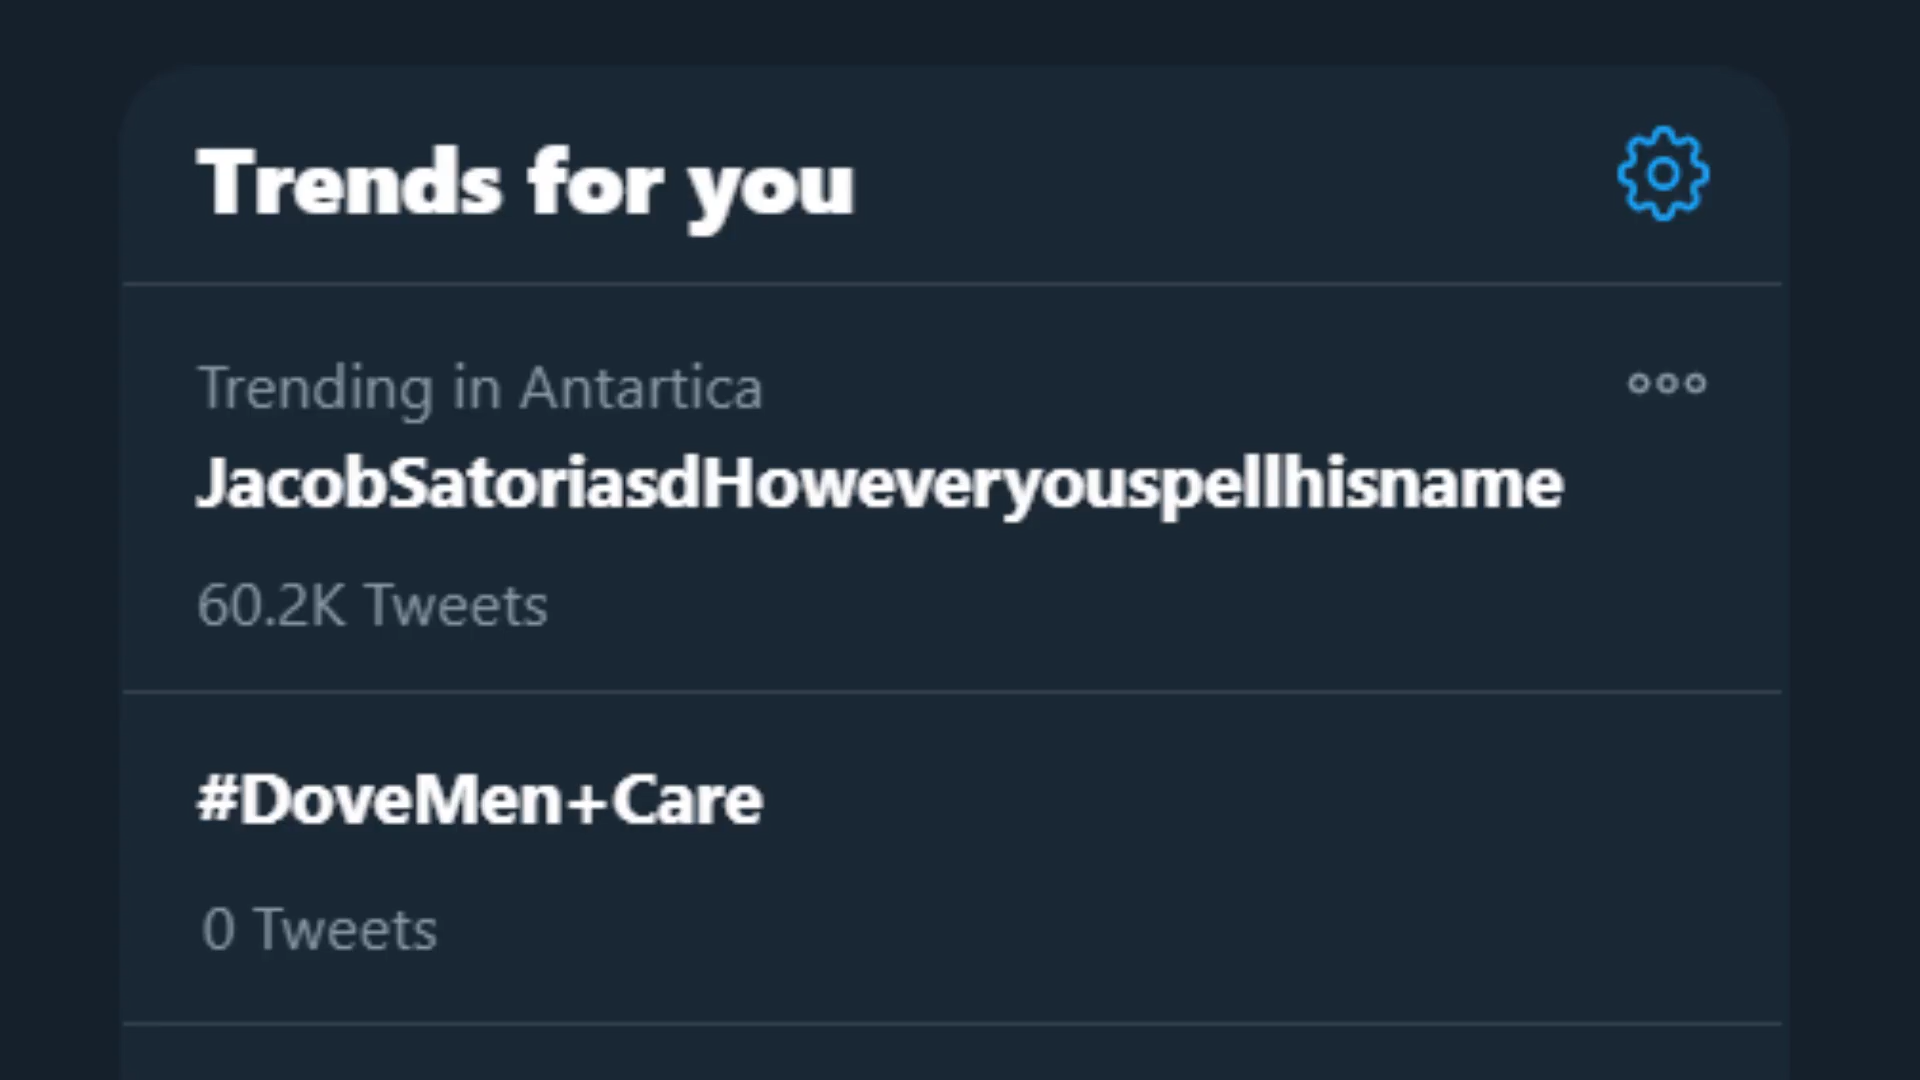 Trends for you
Trending in Antartica
JacobSatoriasdHoweveryouspellhisname
60.2K Tweets
#DoveMen+Care
0 Tweets